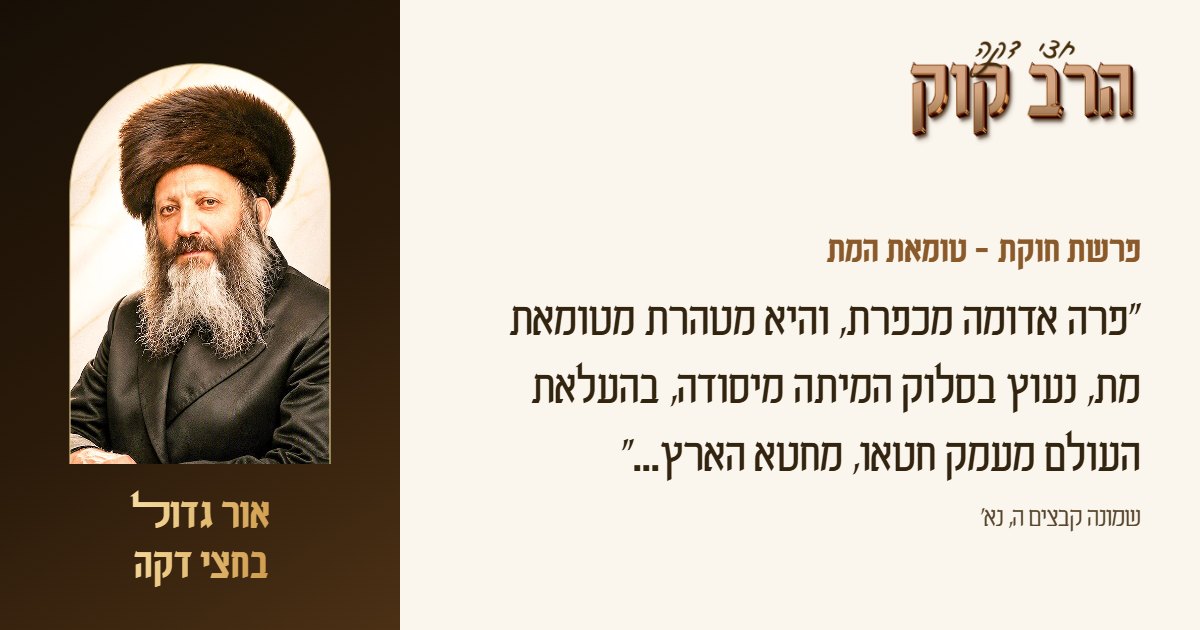 חצי דקה
הרב קוק
פרשת חוקת - טומאת המת
"פרה אדומה מכפרת, והיא מטהרת מטומאת
מת, נעוץ בסלוק המיתה מיסודה, בהעלאת
העולם מעמק חטאו, מחטא הארץ..."
שמונה קבצים ה, נא'
אור גדול
בחצי דקה